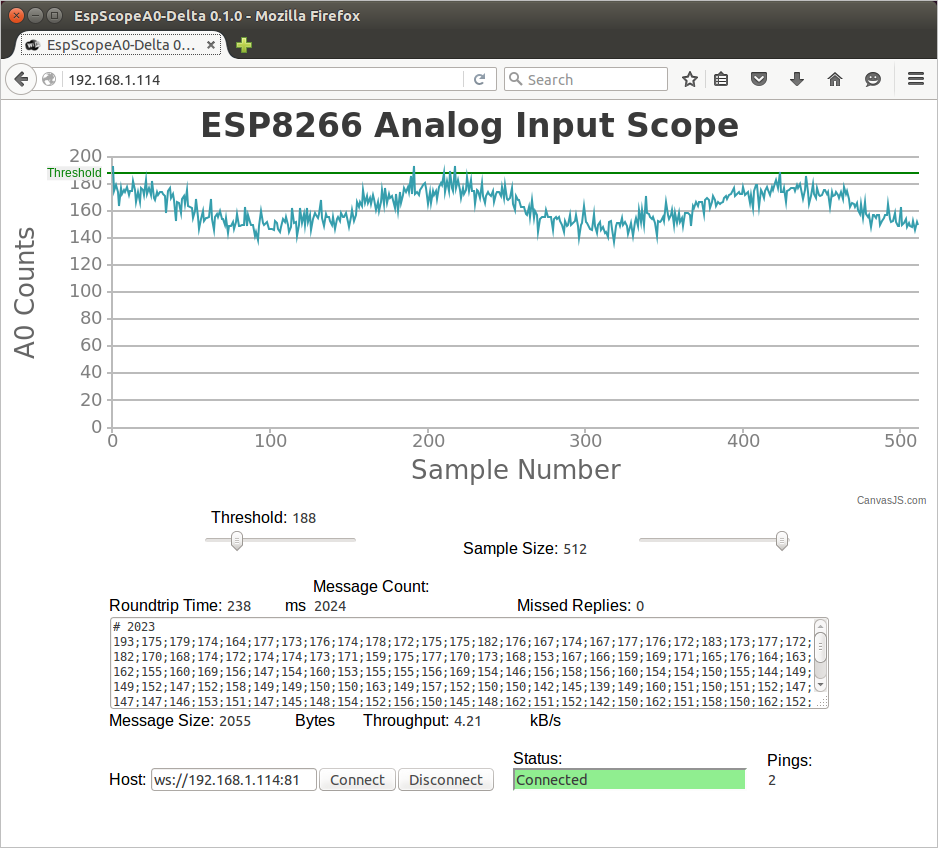 EspScopeA0-Delta 0.1.0 - Mozilla Firefox
EspScopeA0-Delta 0...
192.168.1.114
Search
ESP8266 Analog Input Scope
200
Threshold
180
160
140
120
100
80
60
40
20
0
A0 Counts
0 100 200 300 400 500
Sample Number
CanvasJS.com
Threshold: 188
Sample Size: 512
Message Count:
Roundtrip Time: 238 ms 2024 Missed Replies: 0
# 2023
193;175;179;174;164;177;173;176;174;178;172;175;175;182;176;167;174;167;177;176;172;183;173;177;172;
182;170;168;174;172;174;174;173;171;159;175;177;170;173;168;153;167;166;159;169;171;165;176;164;163;
162;155;160;169;156;147;154;160;153;155;155;160;156;169;154;146;158;156;160;154;154;150;155;144;149;
149;152;147;152;158;149;149;150;150;163;149;157;152;150;150;142;145;139;149;160;151;150;151;152;147;
147;147;146;153;151;145;148;154;152;156;150;145;148;162;151;152;142;150;162;151;158;150;162;152;
Message Size: 2055 Bytes Throughput: 4.21 kB/s
Status:
Pings:
Host: ws://192.168.1.114:81 Connect Disconnect Connected 2